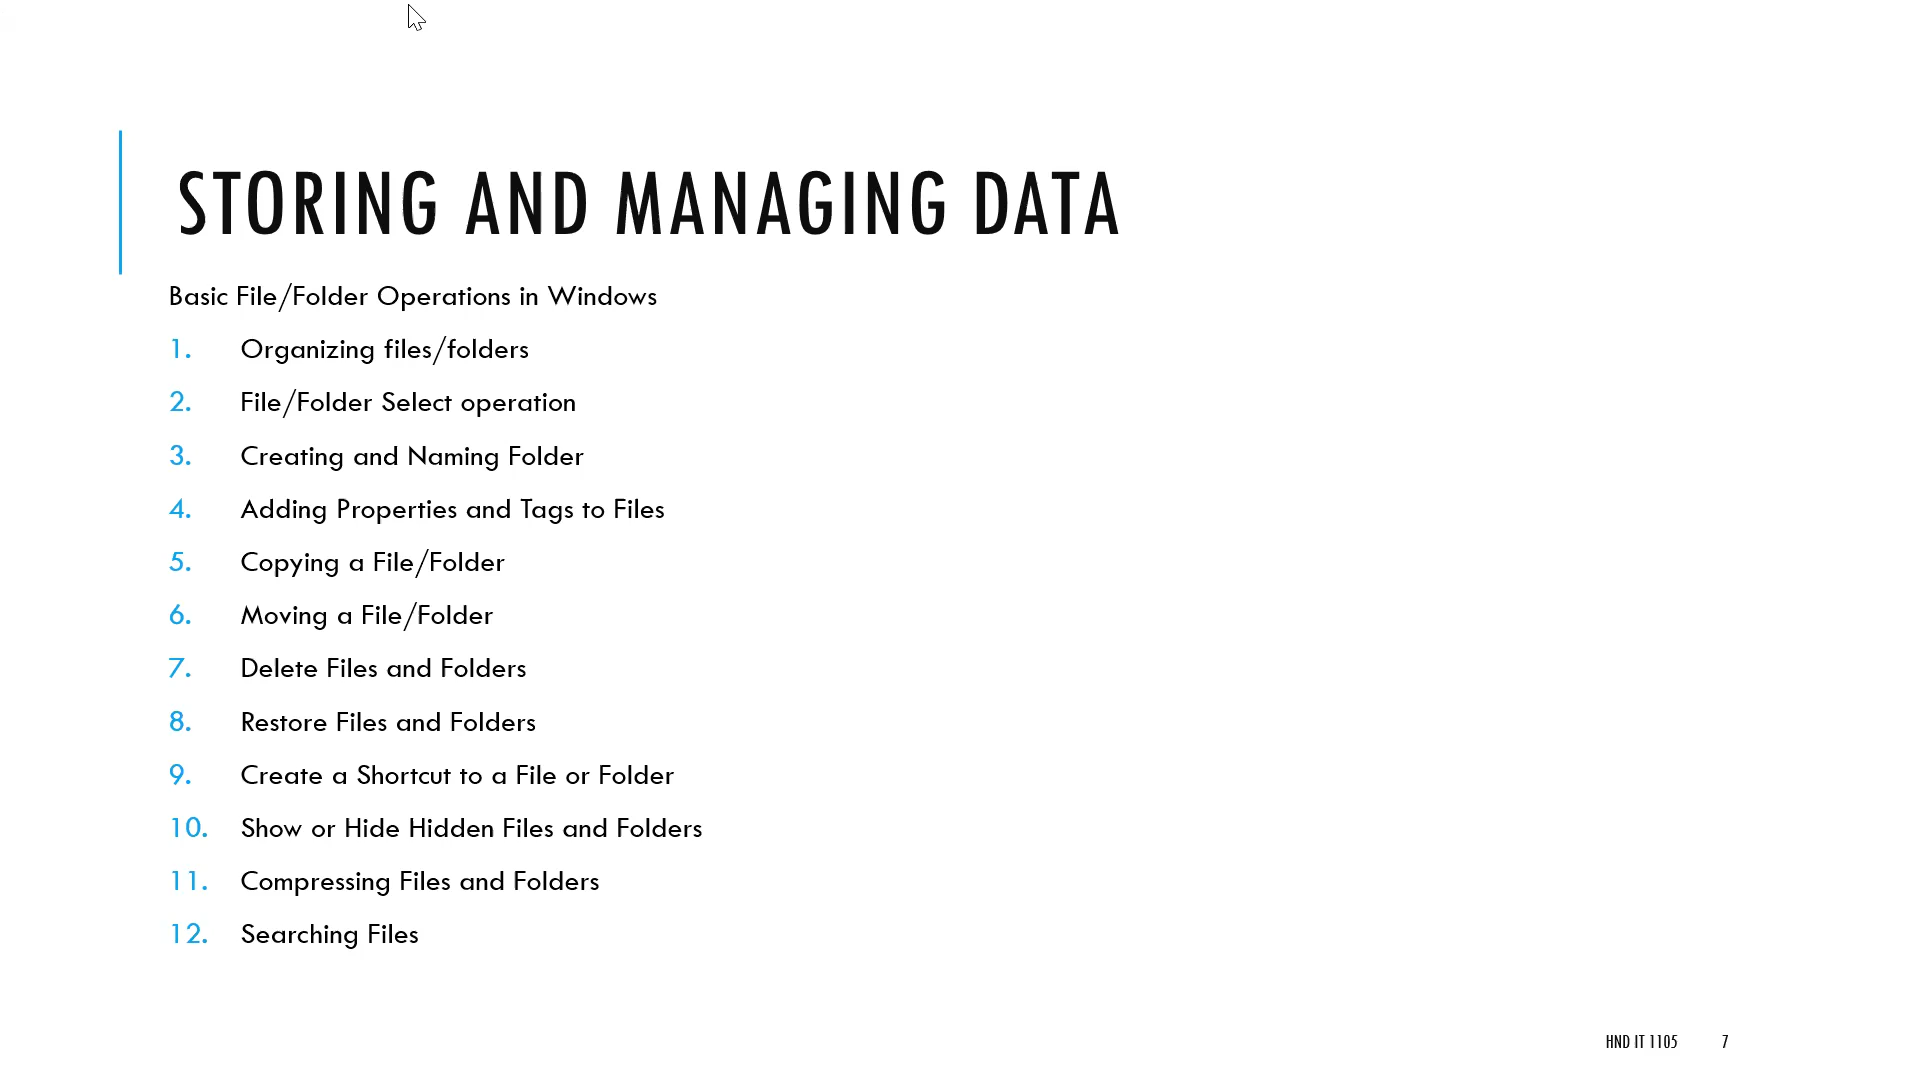 STORING AND MANAGING DATA
Basic File/Folder Operations in Windows
1. Organizing files/folders
2. File/Folder Select operation
3. Creating and Naming Folder
4. Adding Properties and Tags to Files
5. Copying a File/Folder
6. Moving a File/Folder
7. Delete Files and Folders
8. Restore Files and Folders
9. Create a Shortcut to a File or Folder
10. Show or Hide Hidden Files and Folders
11. Compressing Files and Folders
12. Searching Files
HND IT 1105 7